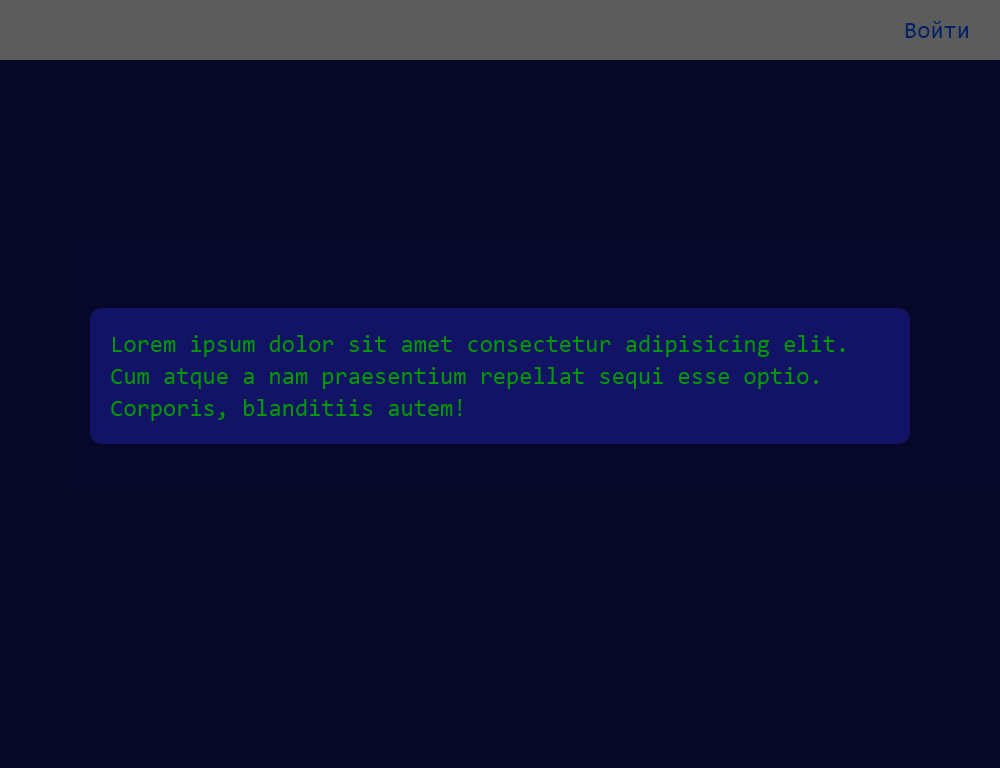 Войти
Lorem ipsum dolor sit amet consectetur adipisicing elit.
Cum atque a nam praesentium repellat sequi esse optio.
Corporis, blanditiis autem!